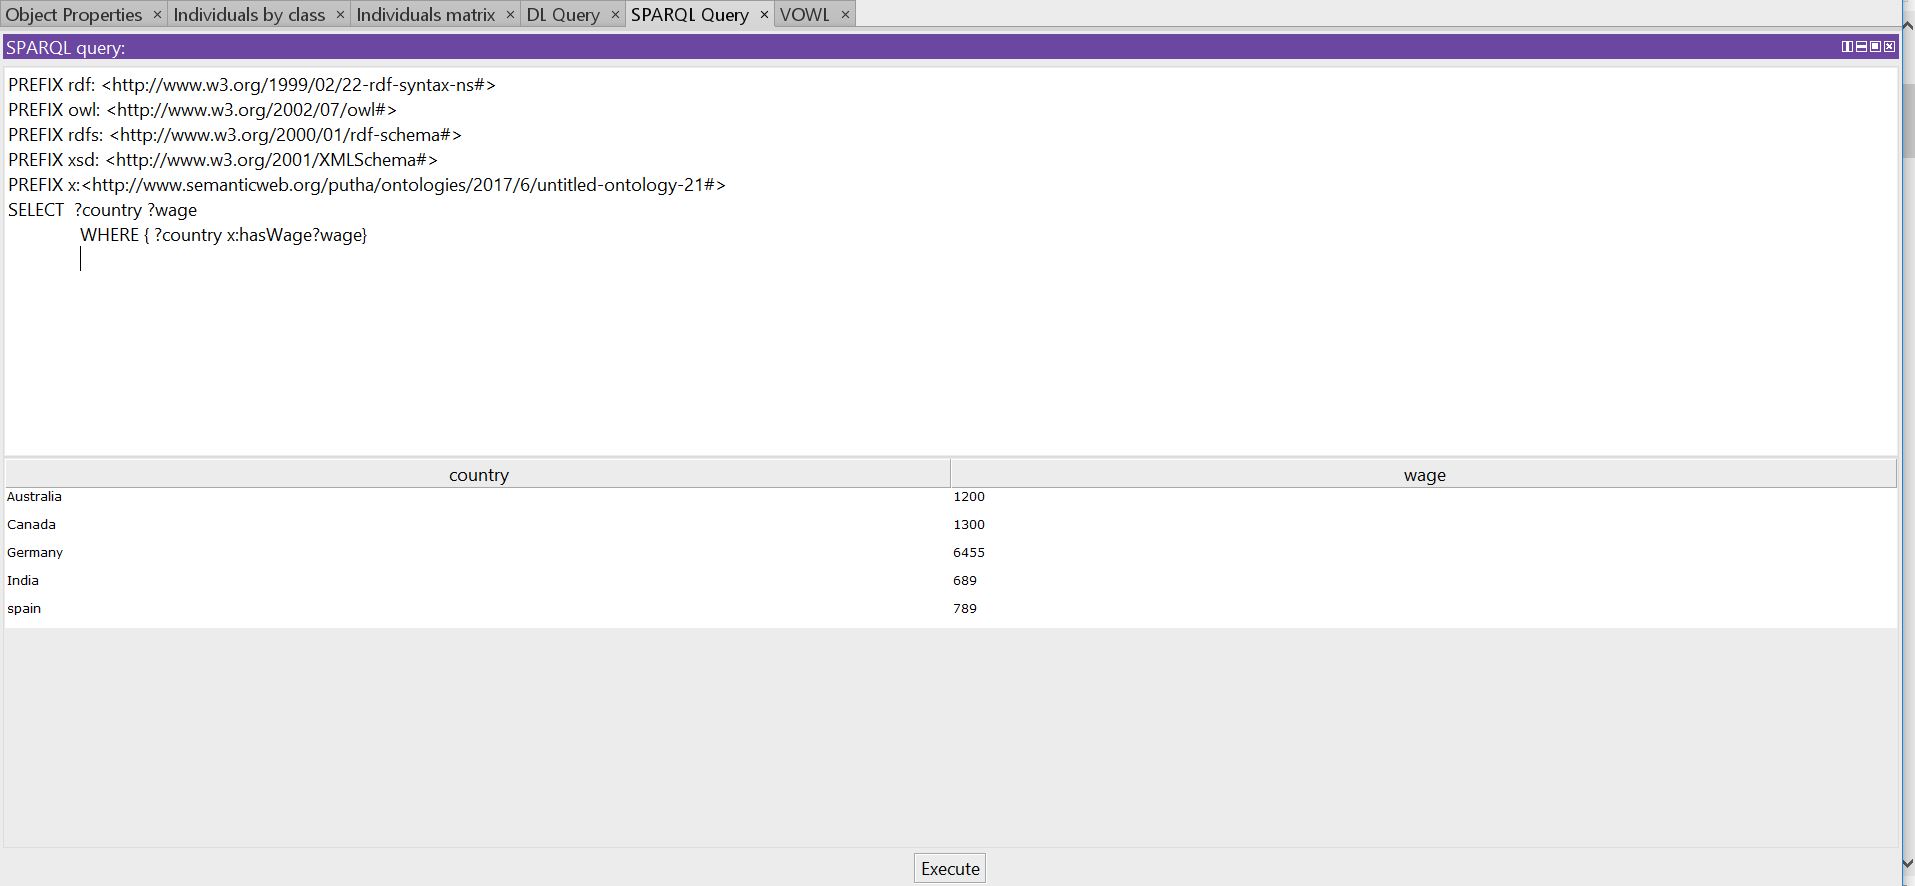 Object Properties × Individuals by class × Individuals matrix × DL Query × SPARQL Query × VOWL ×
SPARQL query:
PREFIX rdf: <http://www.w3.org/1999/02/22-rdf-syntax-ns#>
PREFIX owl: <http://www.w3.org/2002/07/owl#>
PREFIX rdfs: <http://www.w3.org/2000/01/rdf-schema#>
PREFIX xsd: <http://www.w3.org/2001/XMLSchema#>
PREFIX x:<http://www.semanticweb.org/putha/ontologies/2017/6/untitled-ontology-21#>
SELECT ?country ?wage
WHERE { ?country x:hasWage?wage}
country wage
Australia 1200
Canada 1300
Germany 6455
India 689
spain 789
Execute